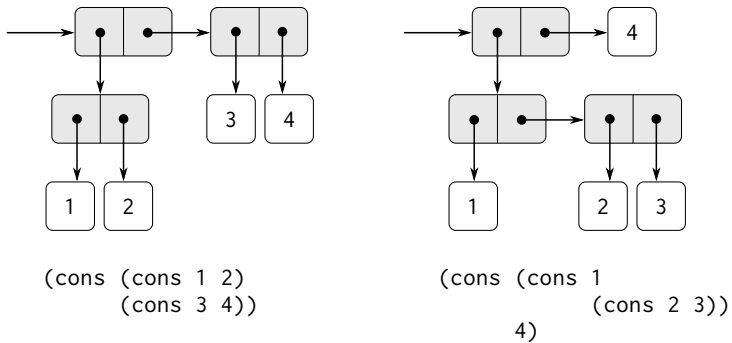 4
3 4
1 2
1
2 3
(cons (cons 1 2)
      (cons 3 4))
(cons (cons 1
            (cons 2 3))
      4)